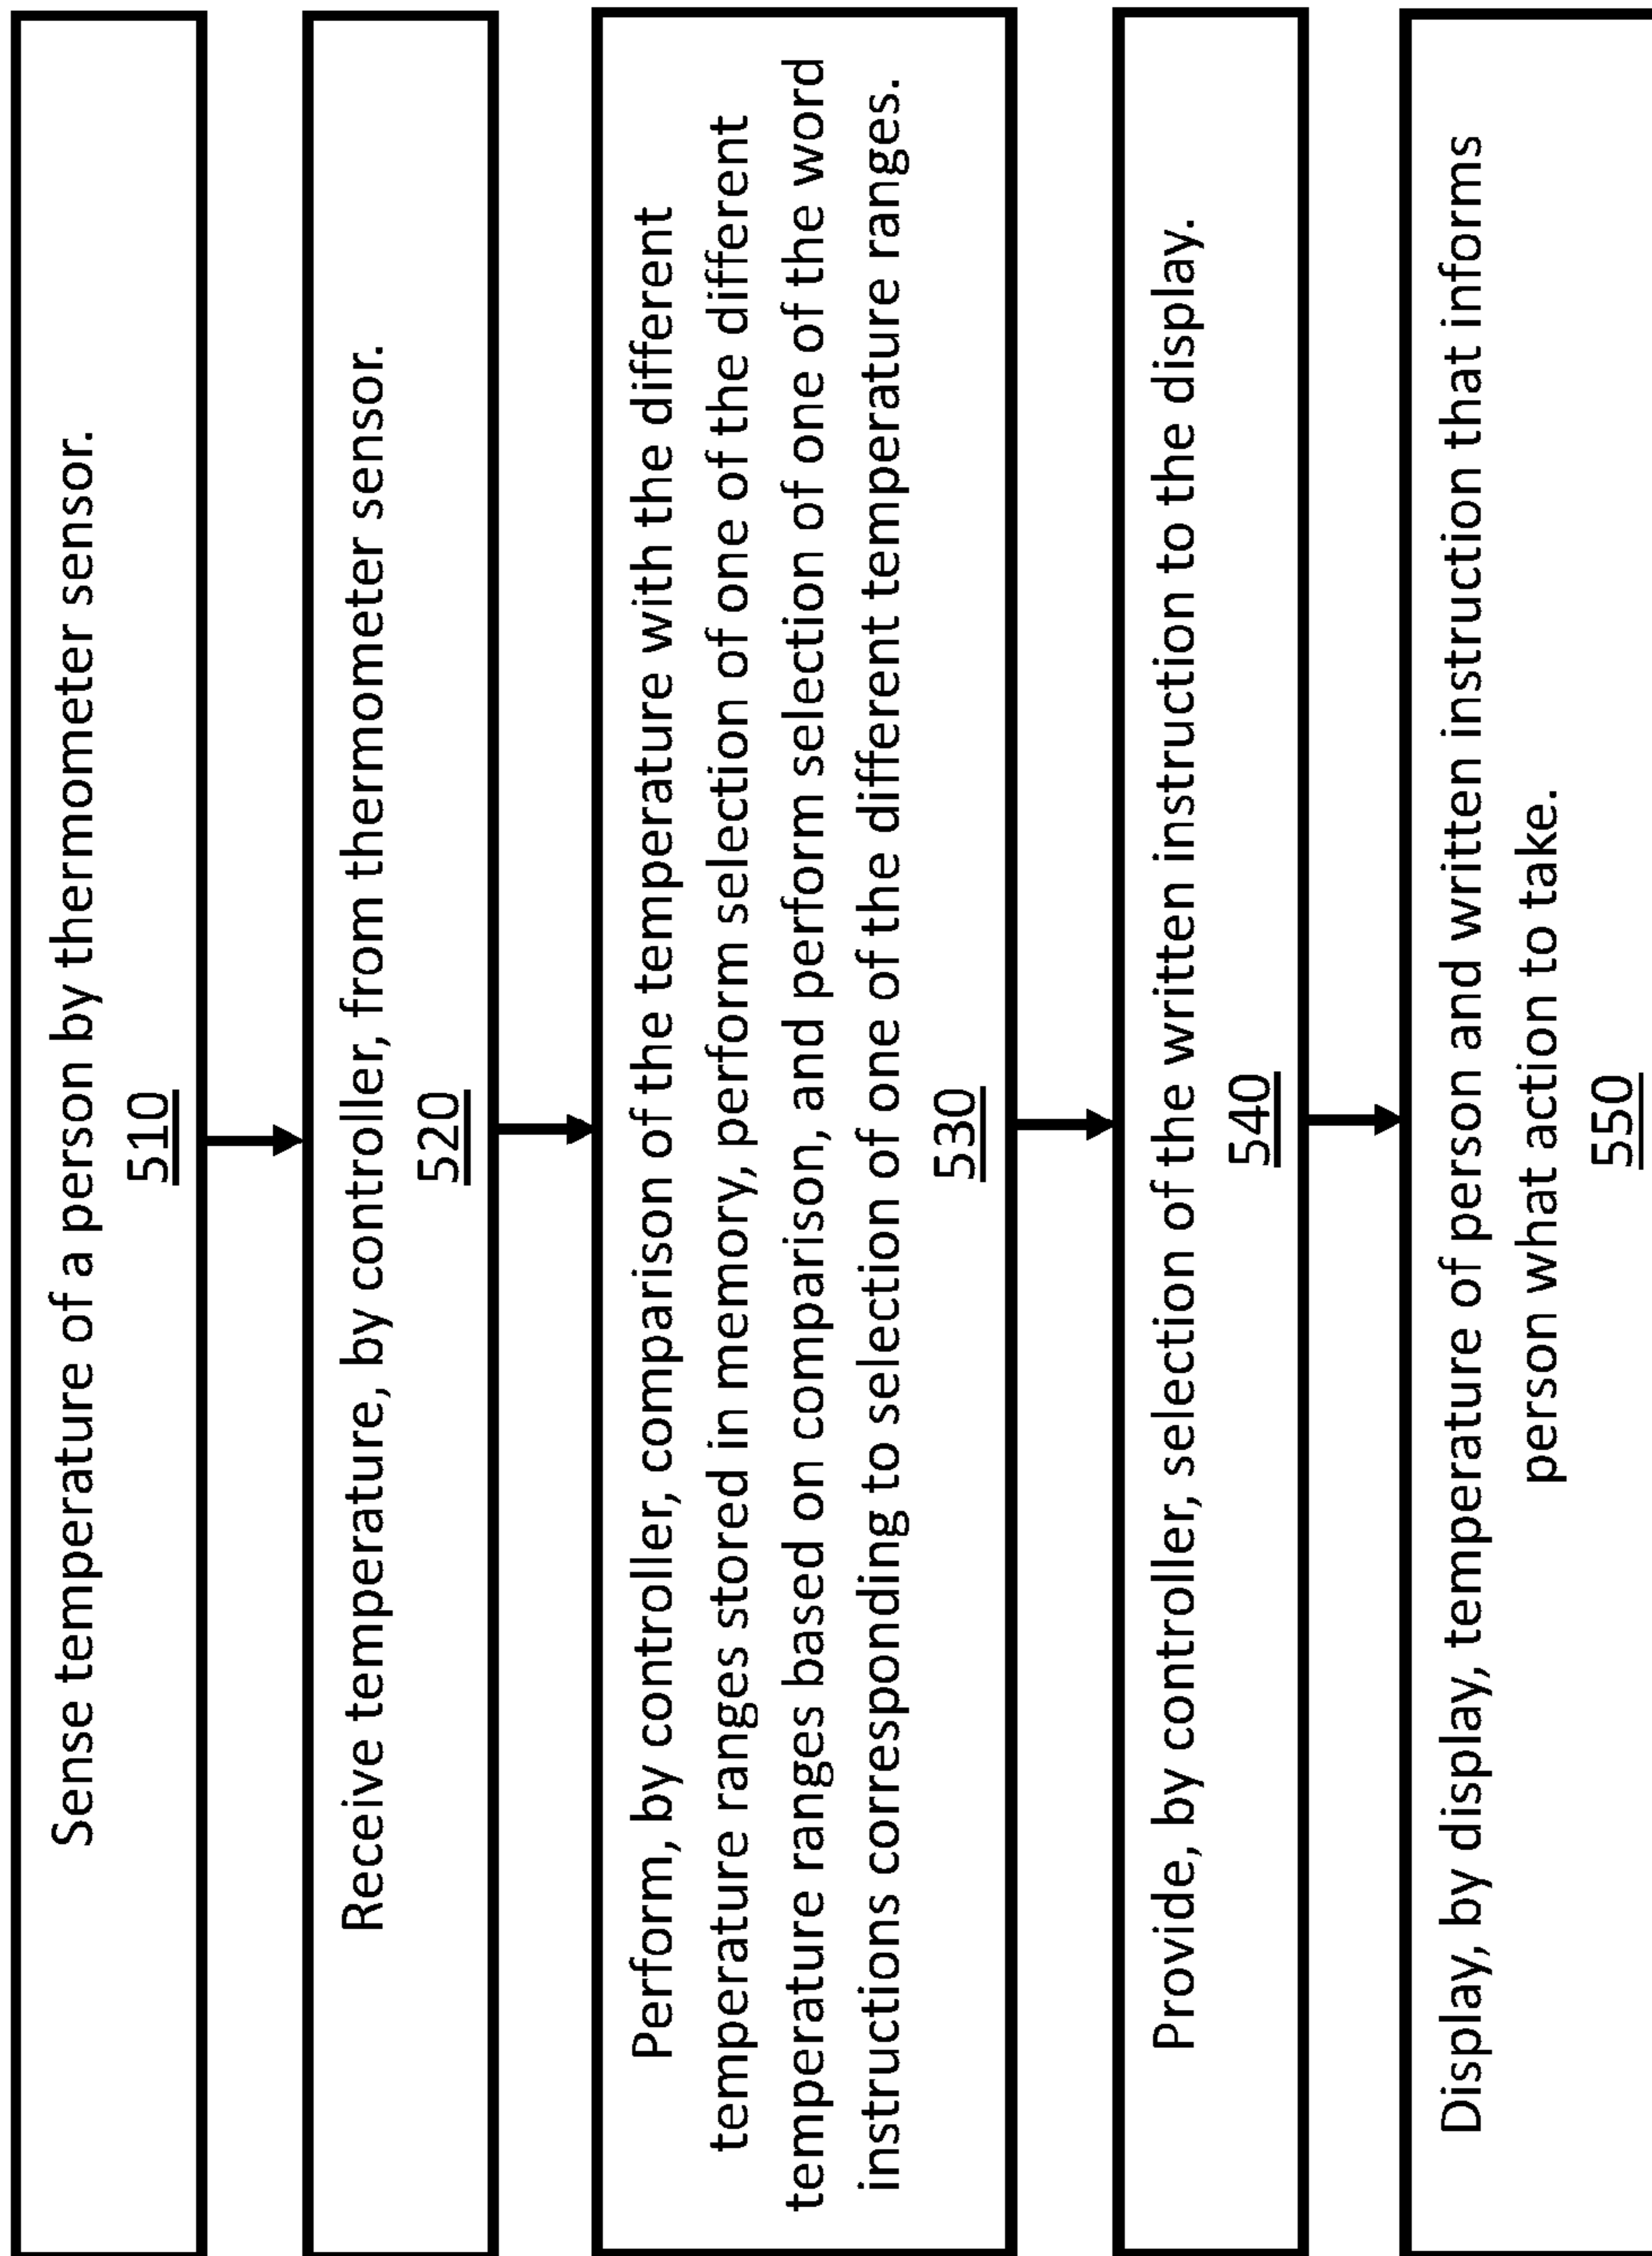 Sense temperature of a person by thermometer sensor.
510
Receive temperature, by controller, from thermometer sensor.
520
Perform, by controller, comparison of the temperature with the different
temperature ranges stored in memory, perform selection of one of the different
temperature ranges based on comparison, and perform selection of one of the word
instructions corresponding to selection of one of the different temperature ranges.
530
Provide, by controller, selection of the written instruction to the display.
540
Display, by display, temperature of person and written instruction that informs
person what action to take.
550